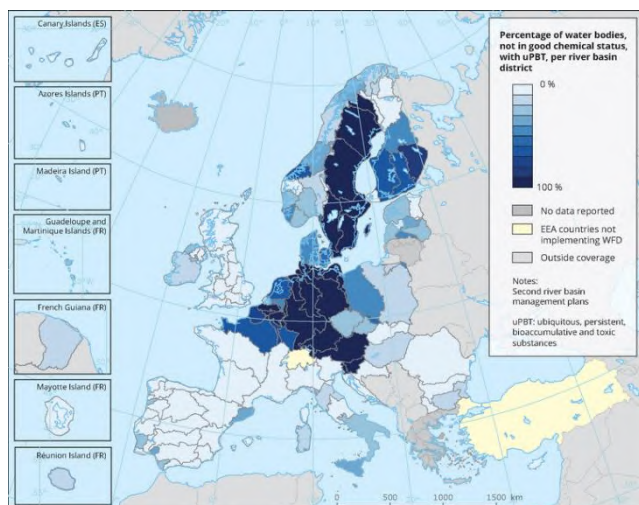 Canary Islands (ES)
Azores Islands (PT)
Madeira Island (PT)
Guadeloupe and
Martinique Islands (FR)
French Guiana (FR)
Mayotte Island (FR)
Réunion Island (FR)
Percentage of water bodies,
not in good chemical status,
with uPBT, per river basin
district
0 %
100 %
No data reported
EEA countries not
implementing WFD
Outside coverage
Notes:
Second river basin
management plans
uPBT: ubiquitous, persistent,
bioaccumulative and toxic
substances
0 500 1000 1500 km